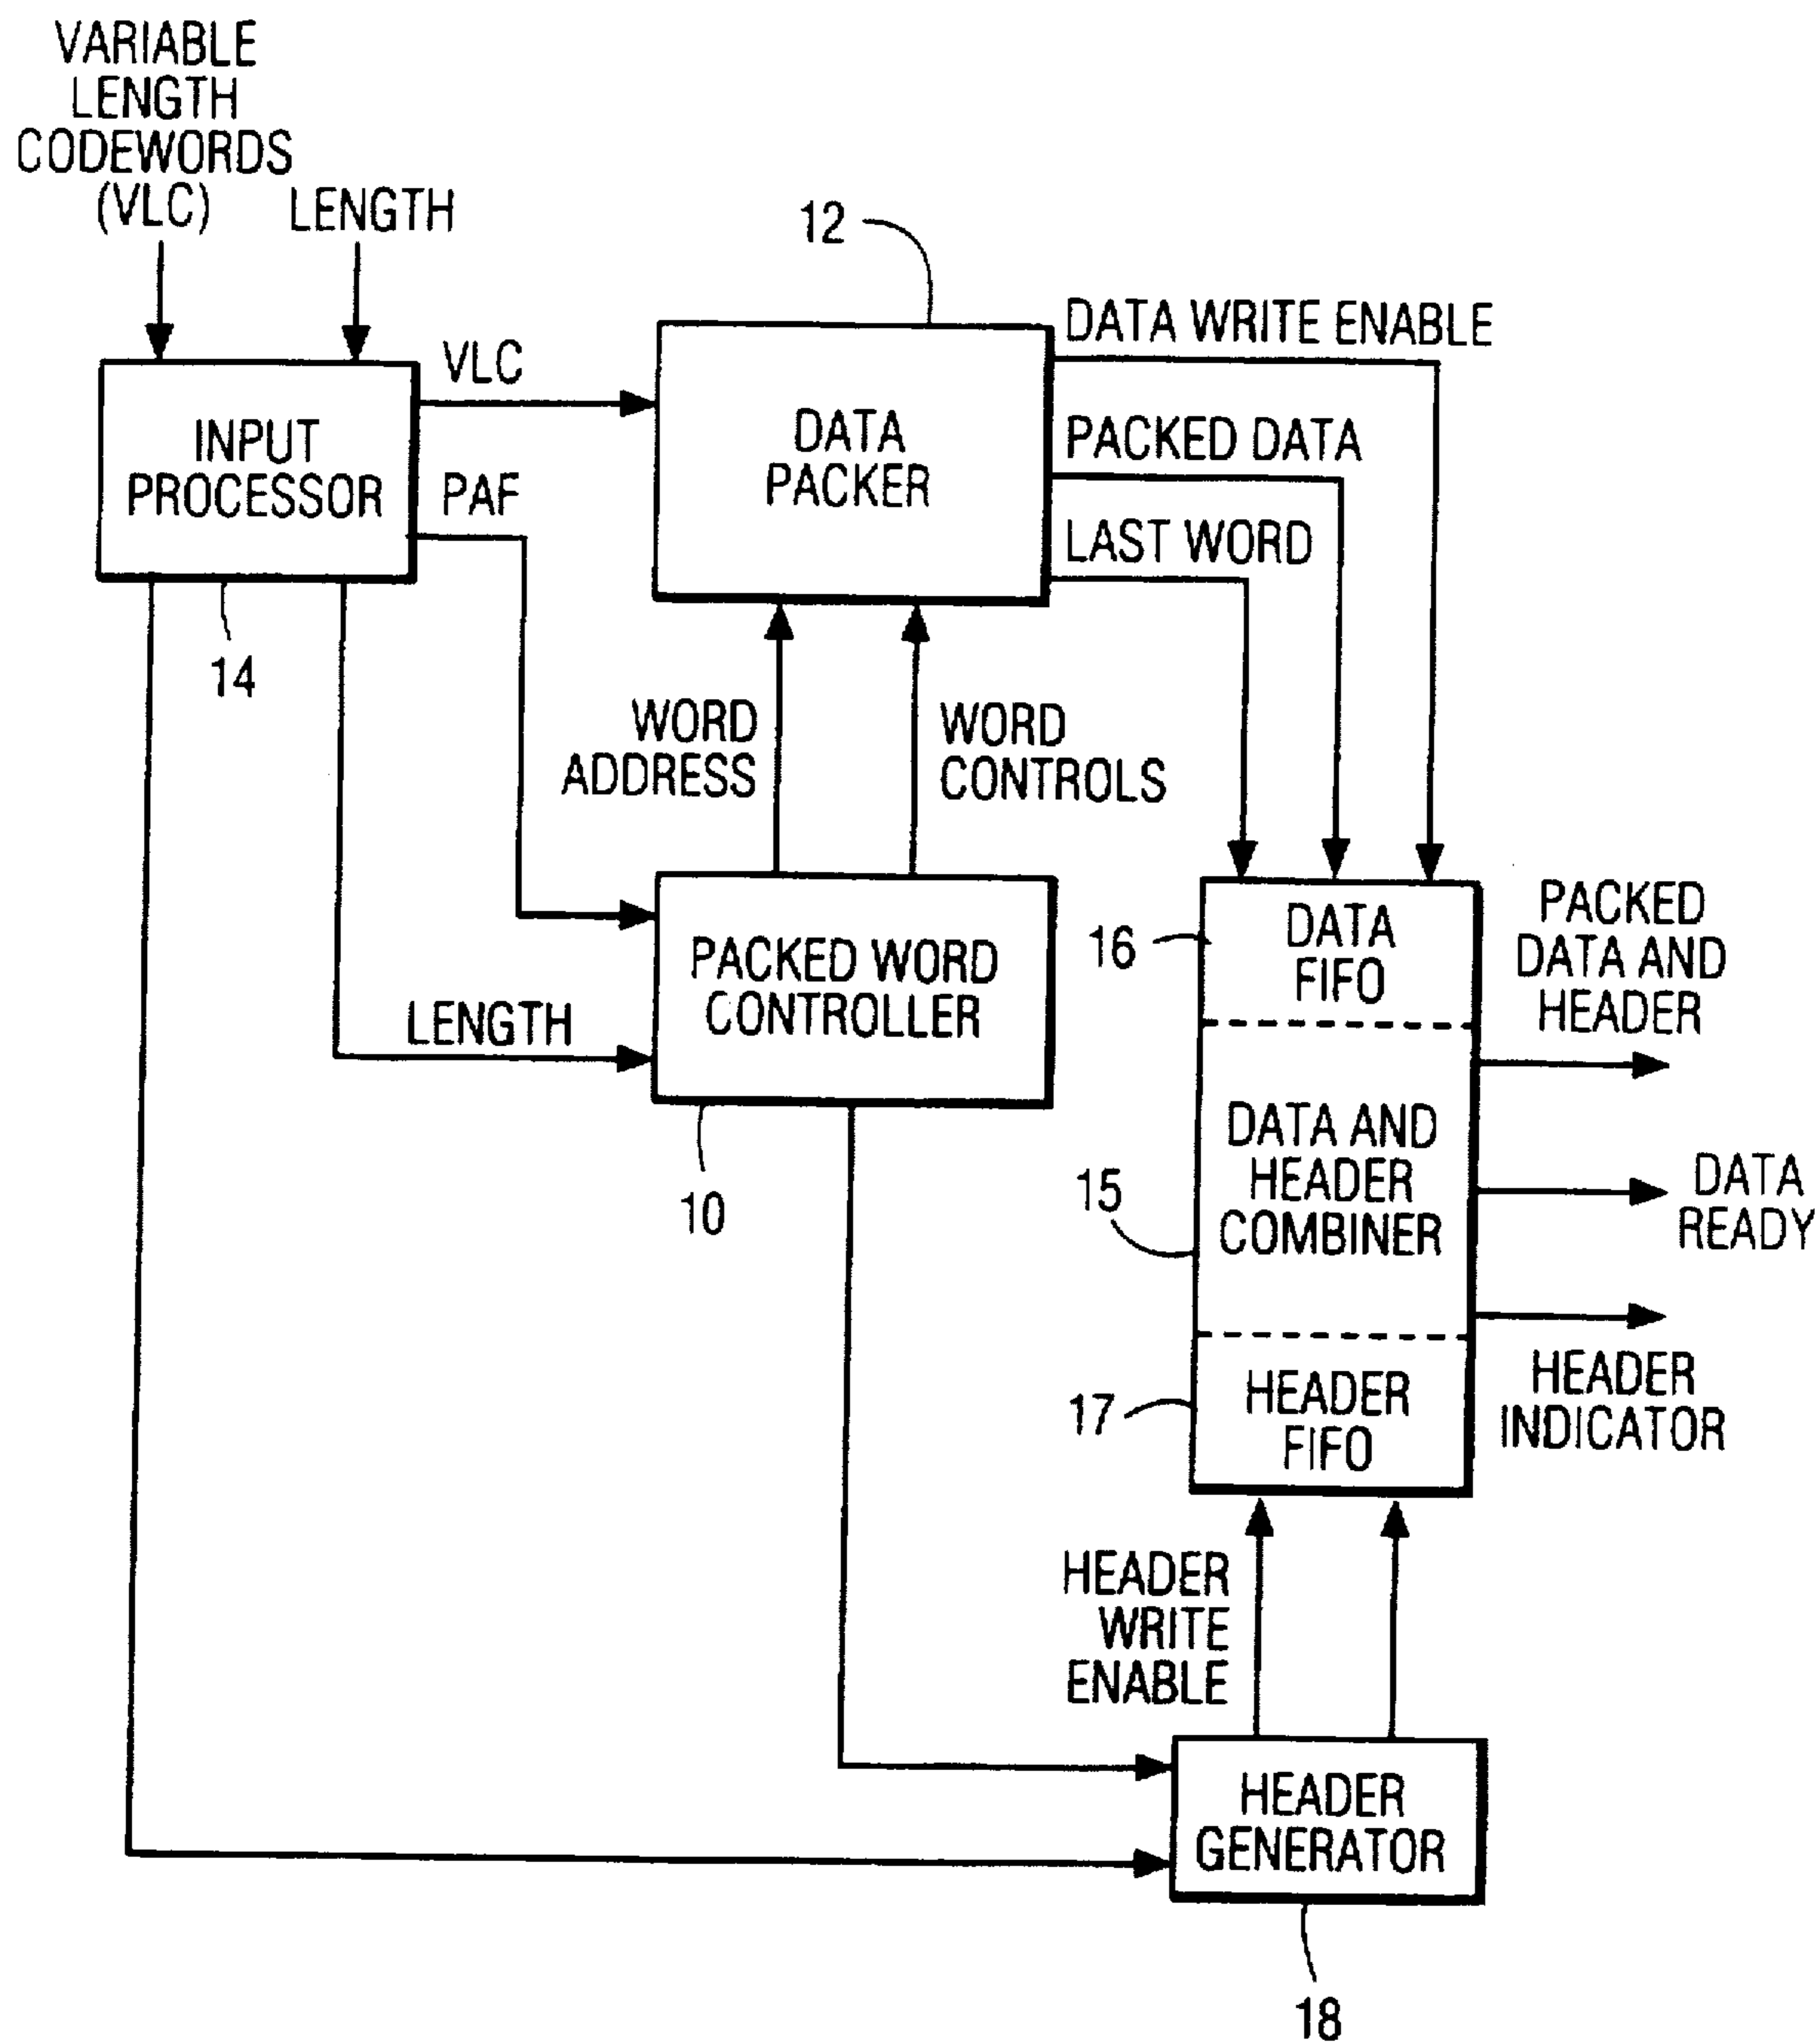 VARIABLE
LENGTH
CODEWORDS
(VLC)
LENGTH
12
DATA WRITE ENABLE
VLC
INPUT
PROCESSOR
DATA
PACKER
PACKED DATA
PAF
LAST WORD
14
WORD
ADDRESS
WORD
CONTROLS
PACKED WORD
CONTROLLER
16
DATA
FIFO
PACKED
DATA AND
HEADER
LENGTH
10
15
DATA AND
HEADER
COMBINER
DATA
READY
17
HEADER
FIFO
HEADER
INDICATOR
HEADER
WRITE
ENABLE
HEADER
GENERATOR
18